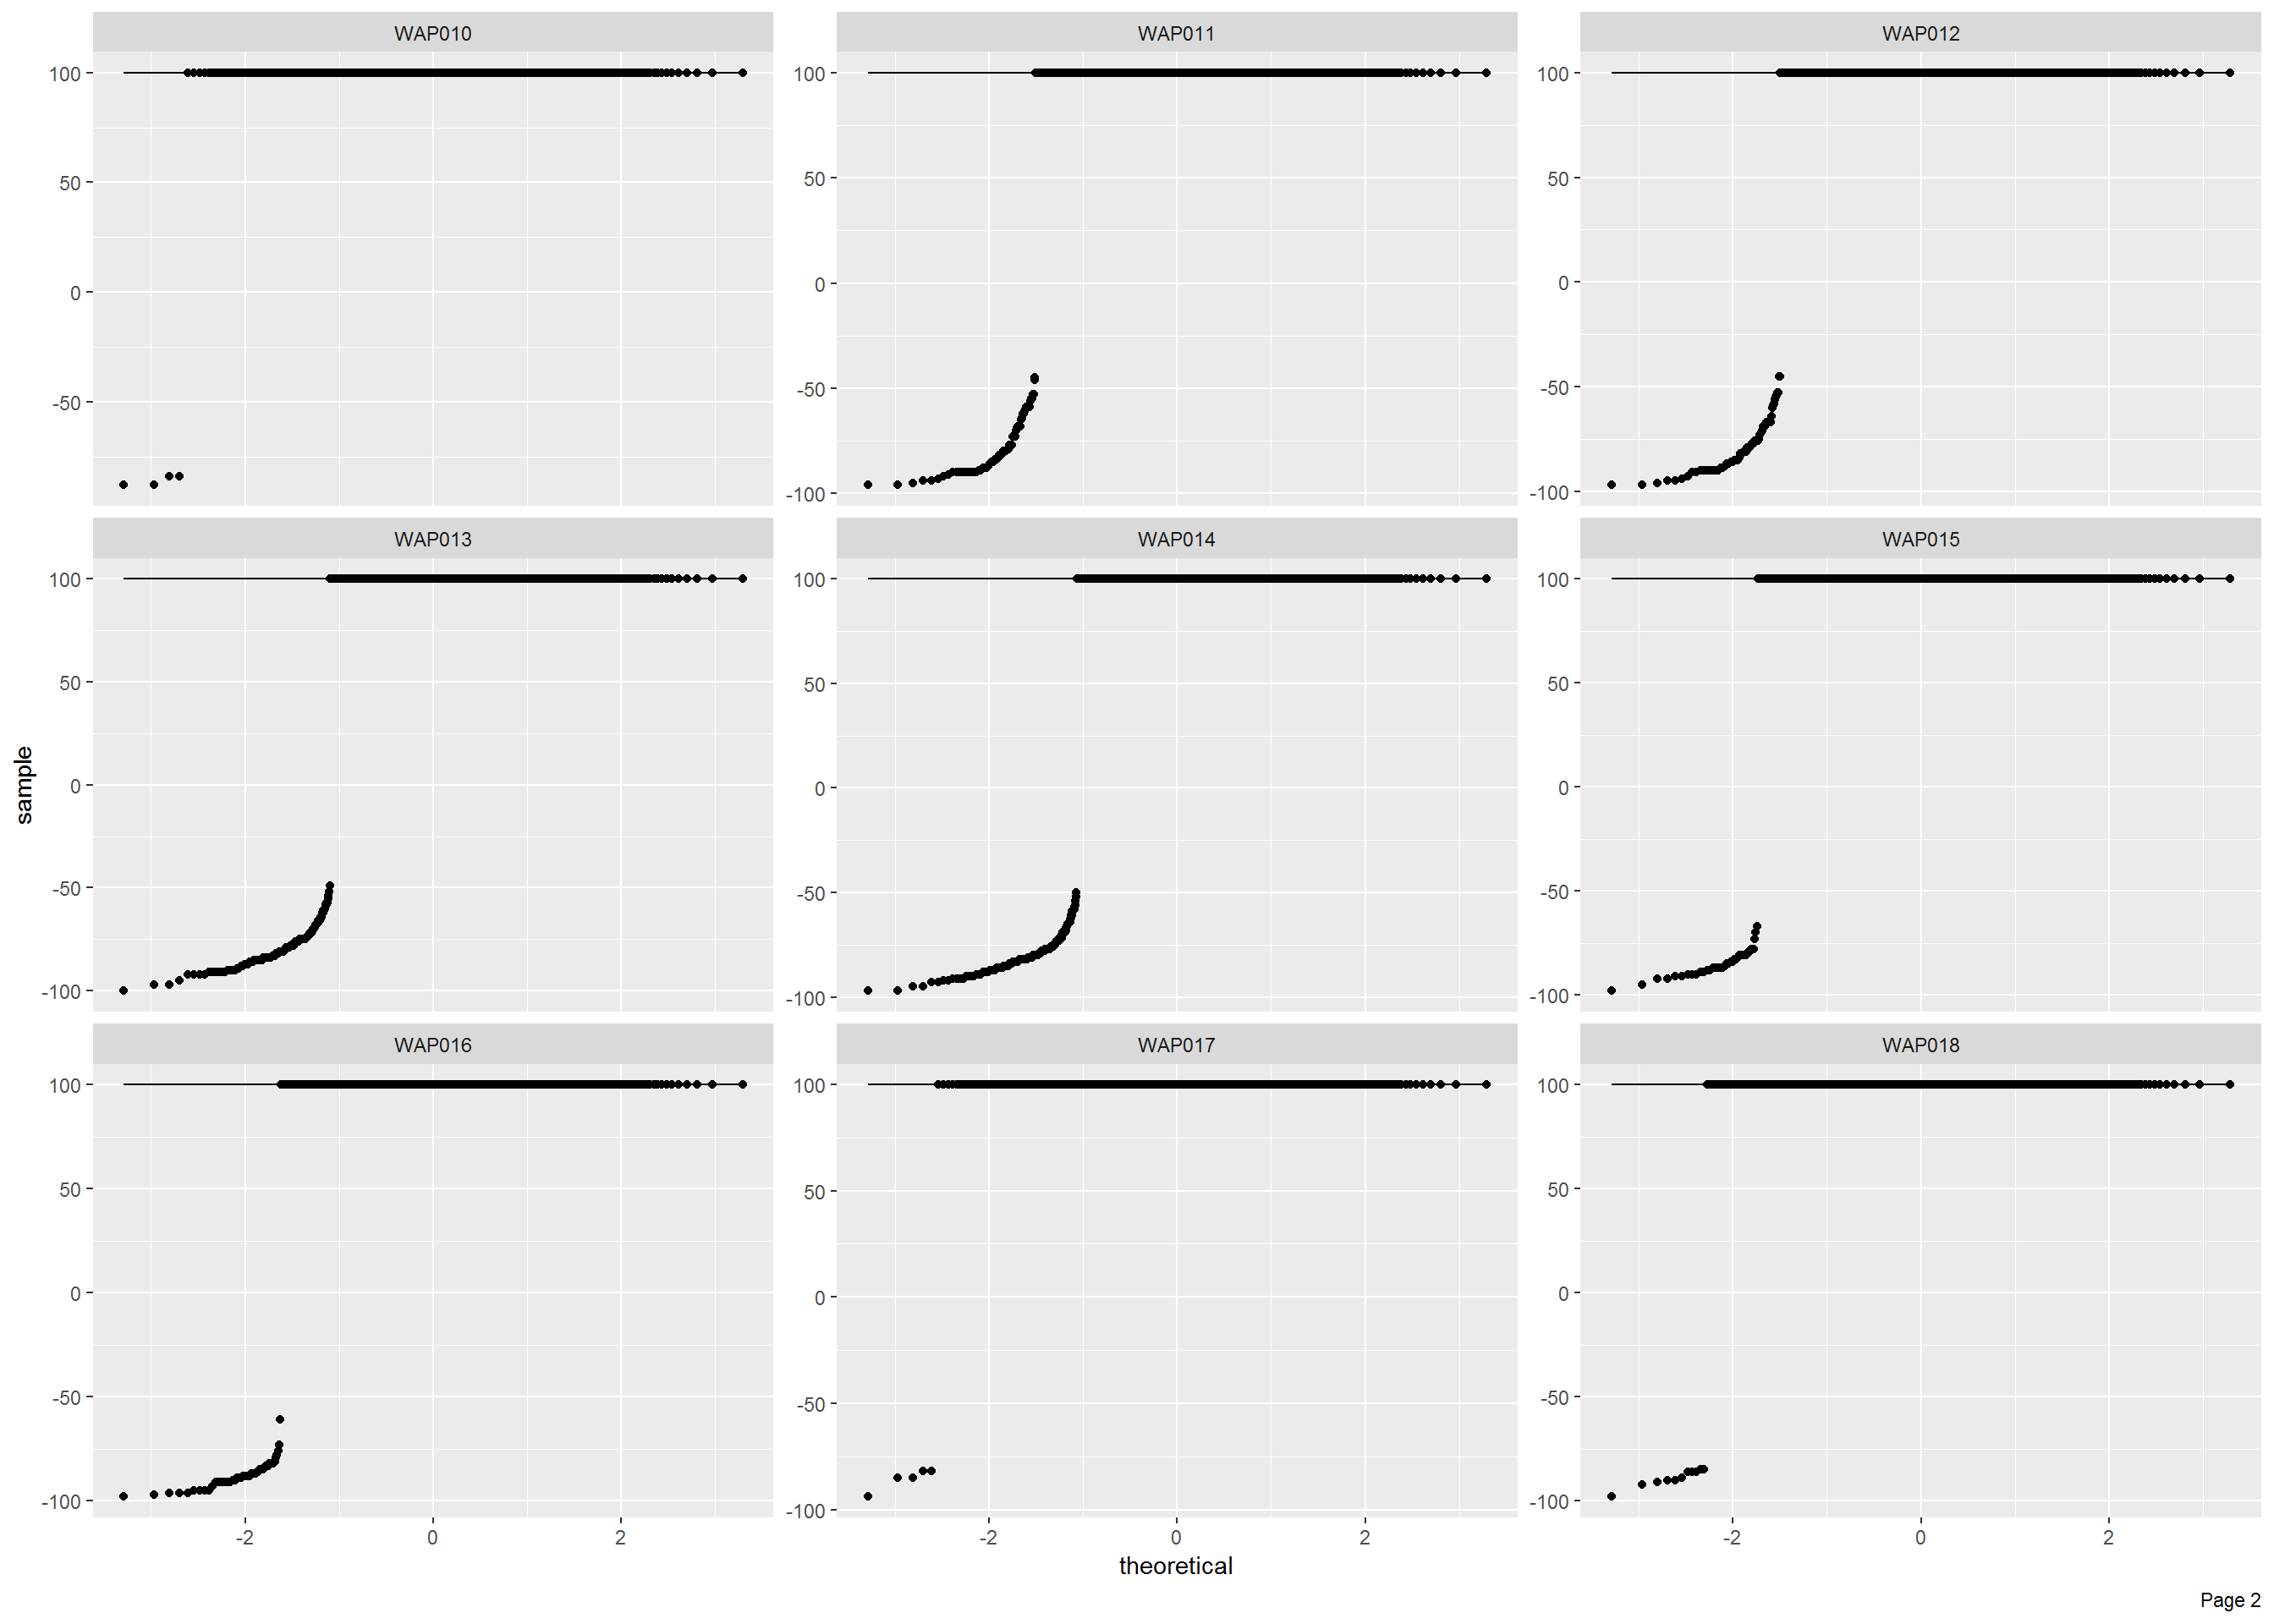 WAP010 WAP011 WAP012
100 100 100
50 50 50
0 0 0
-50 -50 -50
-100 -100
WAP013 WAP014 WAP015
100 100 100
50 50 50
0 0 0
-50 -50 -50
-100 -100 -100
WAP016 WAP017 WAP018
100 100 100
50 50 50
0 0 0
-50 -50 -50
-100 -100 -100
-2 0 2 -2 0 2 -2 0 2
sample
theoretical
Page 2